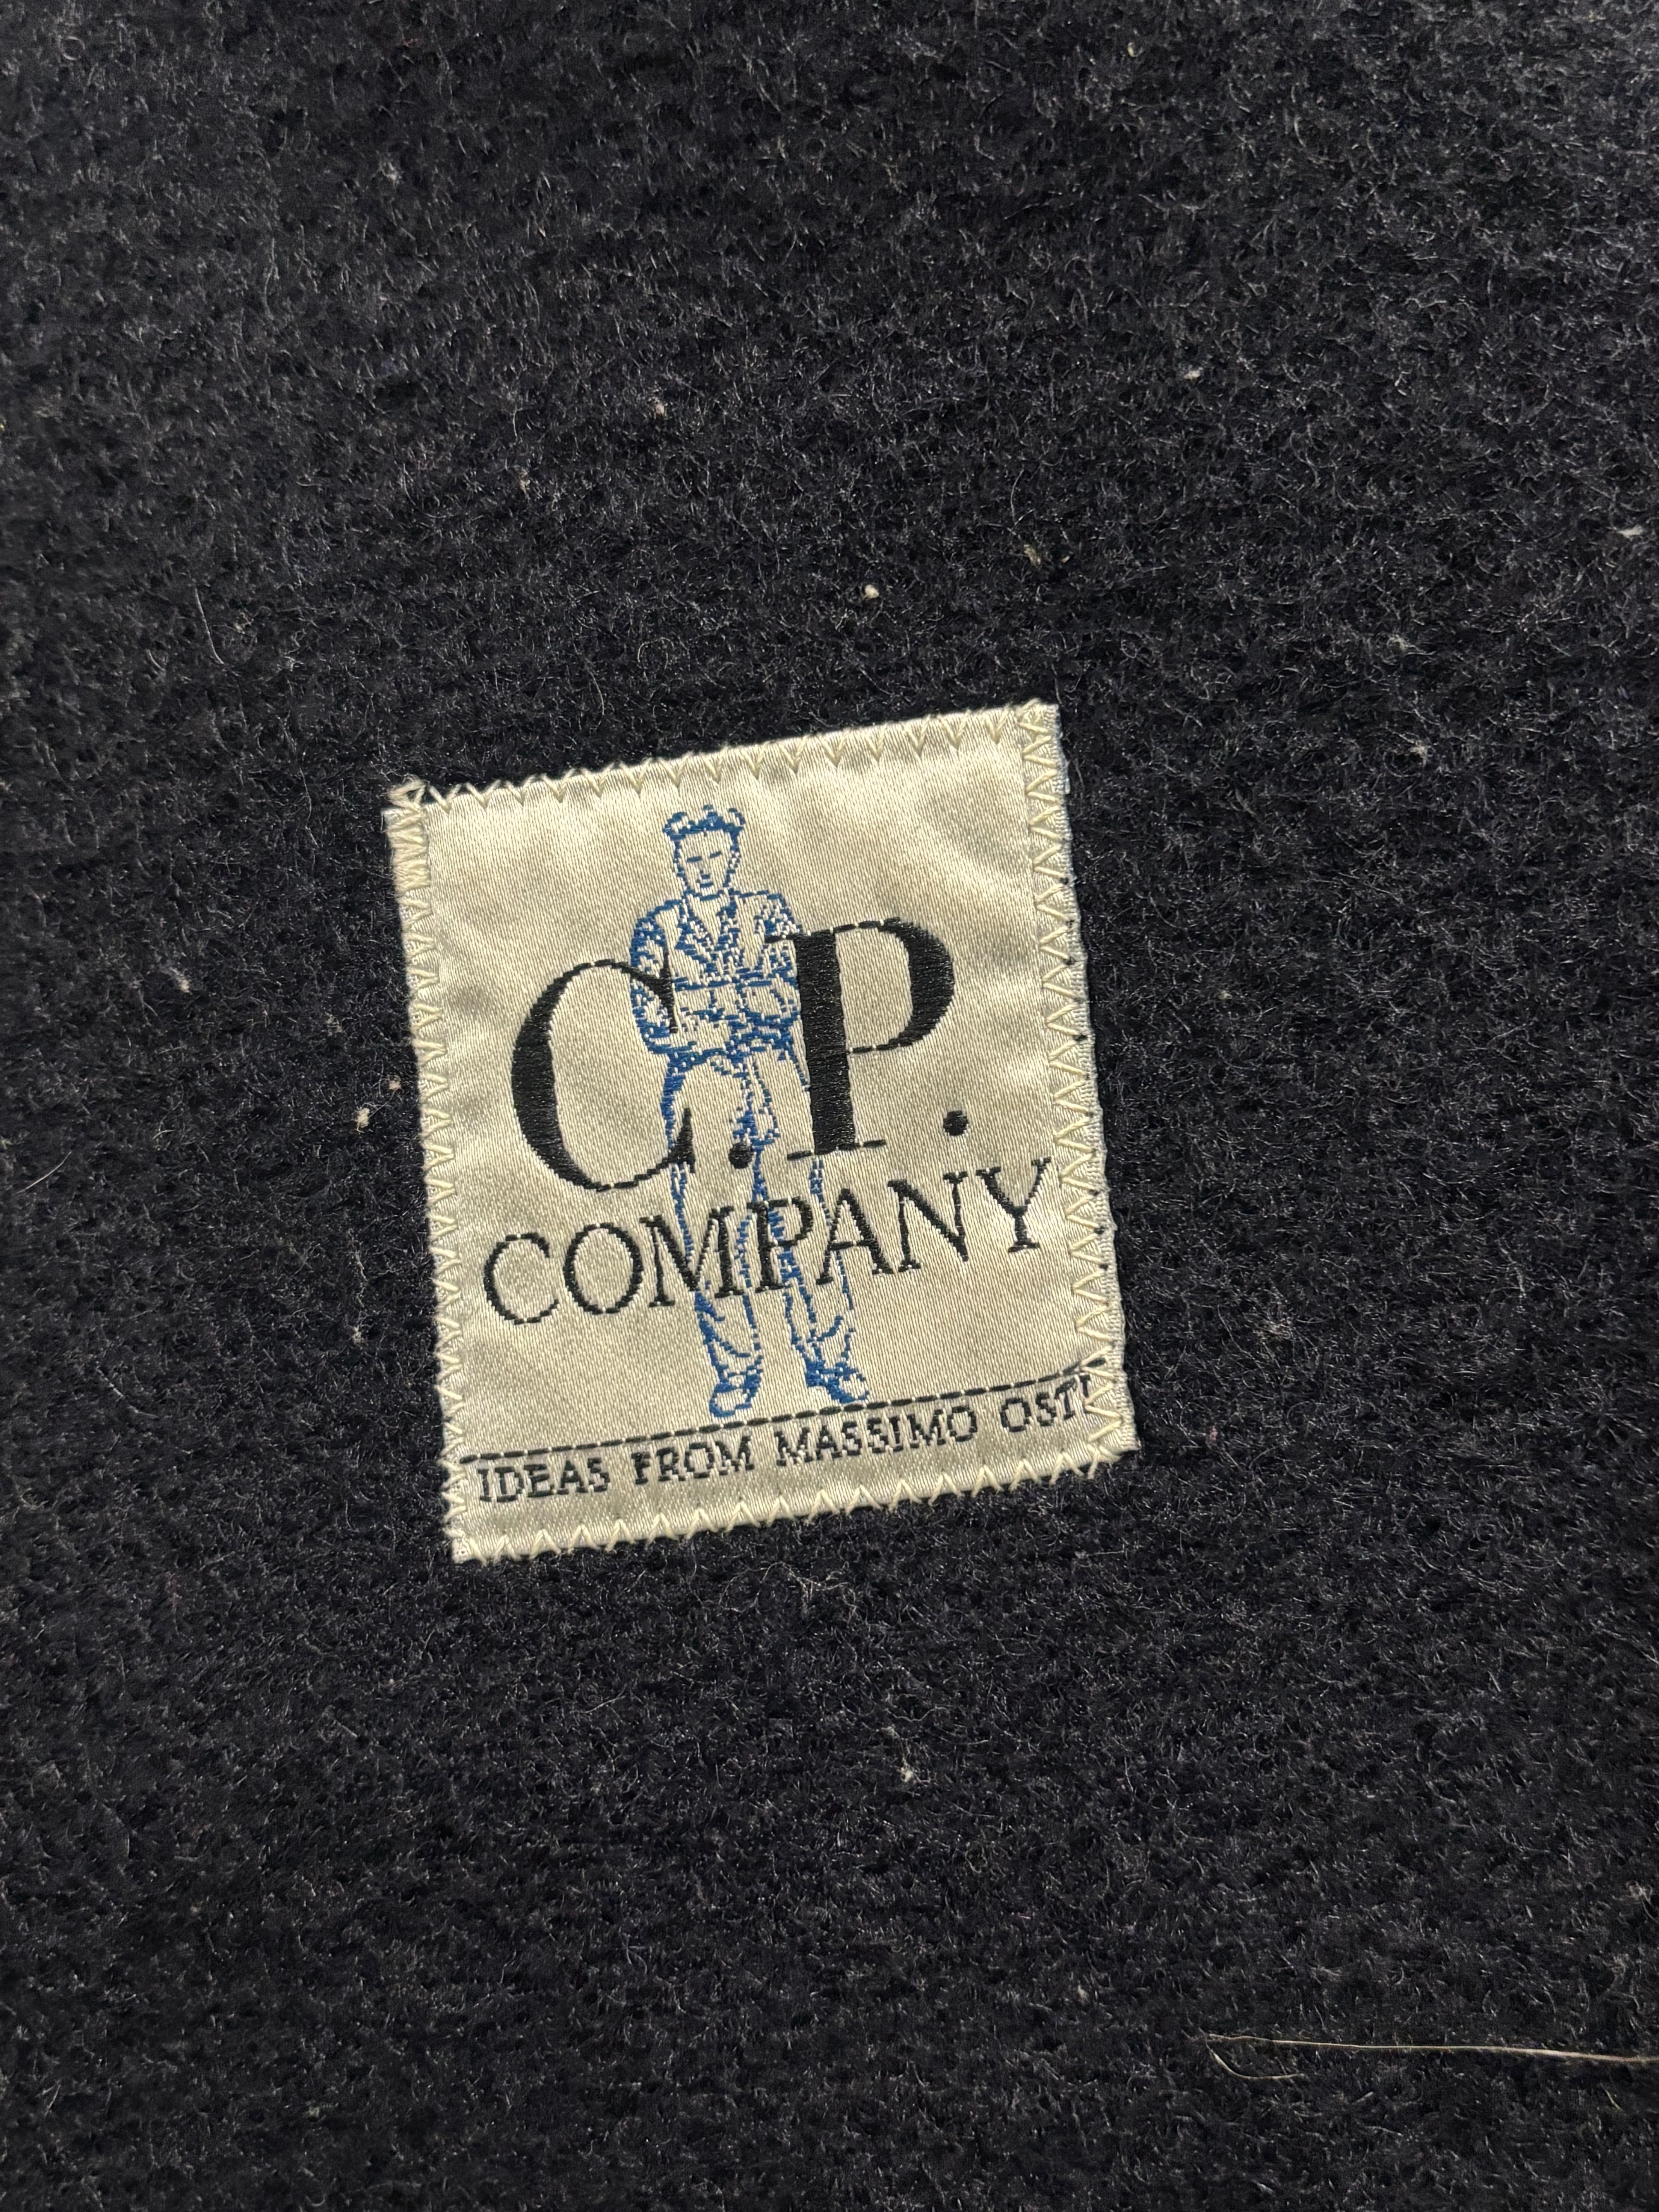 C.P.
COMPANY
IDEAS FROM MASSIMO OSTI